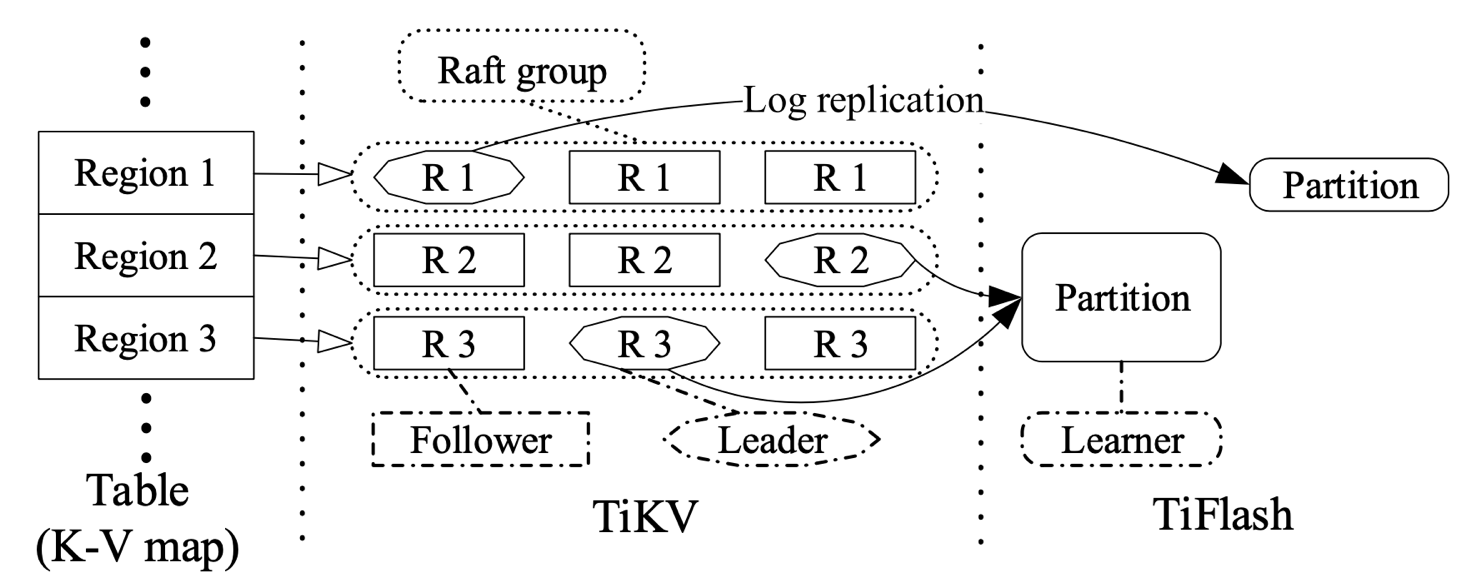 Raft group
Log replication
Region 1
R 1
R 1
R 1
Partition
Region 2
R 2
R 2
R 2
Partition
Region 3
R 3
R 3
R 3
Follower
Leader
Learner
Table
(K-V map)
TiKV
TiFlash